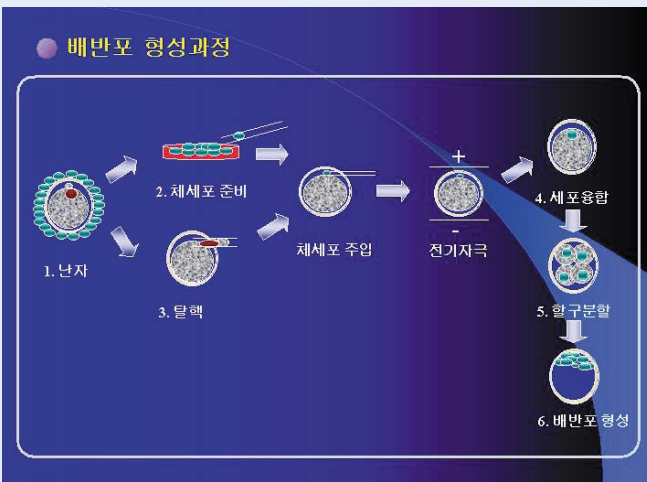 배반포 형성과정
1. 난자
2. 체세포 준비
3. 탈핵
체세포 주입
+
-
전기자극
4. 세포융합
5. 할구분할
6. 배반포 형성